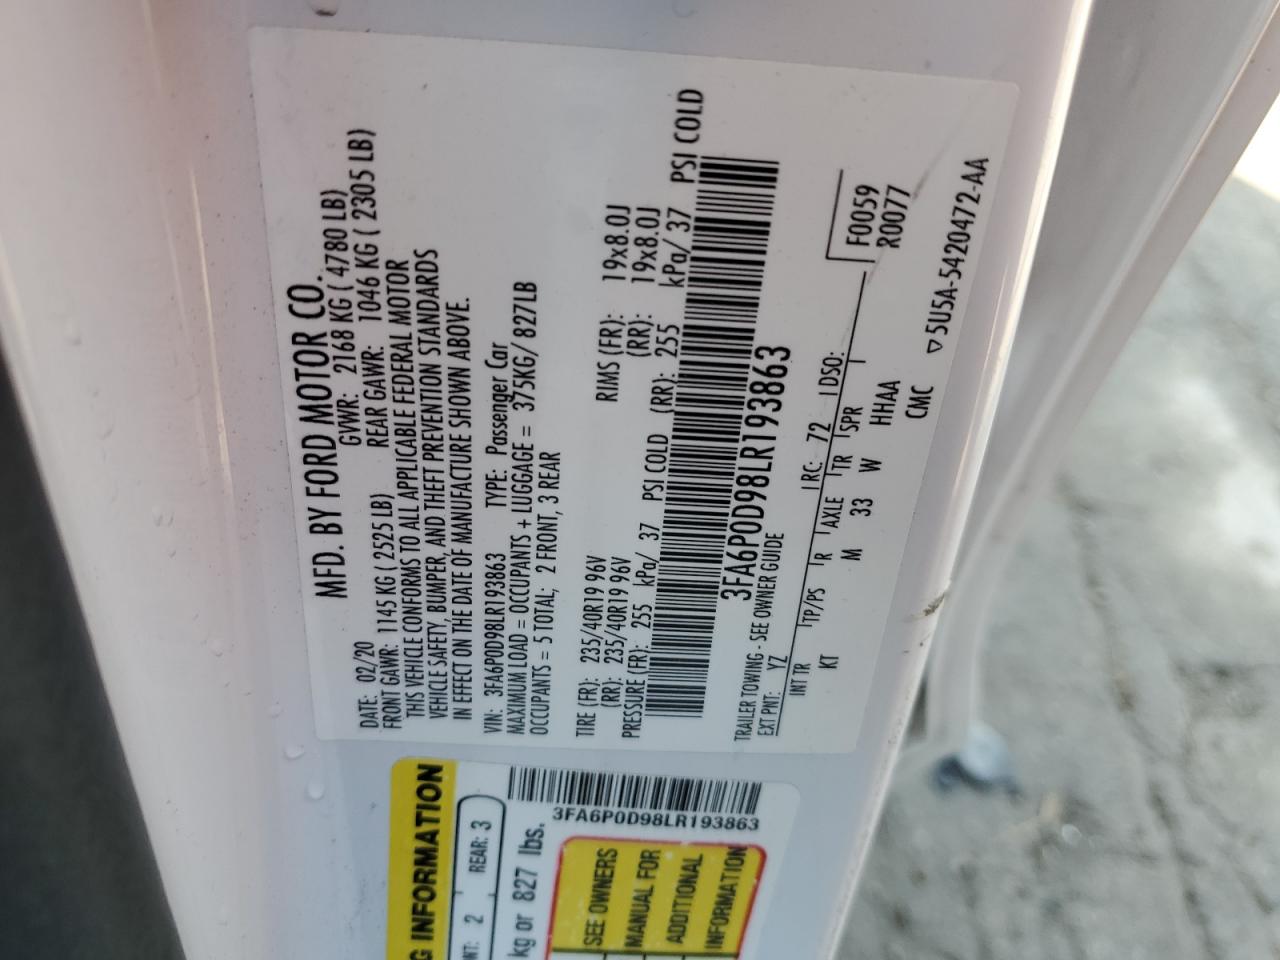 MFD. BY FORD MOTOR CO.
DATE: 02/20 GVWR: 2168 KG ( 4780 LB)
FRONT GAWR: 1145 KG ( 2525 LB) REAR GAWR: 1046 KG ( 2305 LB)
THIS VEHICLE CONFORMS TO ALL APPLICABLE FEDERAL MOTOR
VEHICLE SAFETY, BUMPER, AND THEFT PREVENTION STANDARDS
IN EFFECT ON THE DATE OF MANUFACTURE SHOWN ABOVE.
VIN: 3FA6P0D98LR193863 TYPE: Passenger Car
MAXIMUM LOAD = OCCUPANTS + LUGGAGE = 375KG/ 827LB
OCCUPANTS = 5 TOTAL; 2 FRONT, 3 REAR
TIRE (FR): 235/40R19 96V RIMS (FR): 19x8.0J
(RR): 235/40R19 96V (RR): 19x8.0J
PRESSURE (FR): 255 kPa/ 37 PSI COLD (RR): 255 kPa/ 37 PSI COLD
3FA6P0D98LR193863
TRAILER TOWING - SEE OWNER GUIDE
EXT PNT: YZ RC: 72 DSO:
F0059
R0077
INT TR TP/PS R AXLE TR SPR
KT M 33 W HHAA
CMC
▽5U5A-5420472-AA
G INFORMATION
NT: 2 REAR: 3
kg or 827 lbs.
3FA6P0D98LR193863
SEE OWNERS
MANUAL FOR
ADDITIONAL
INFORMATION